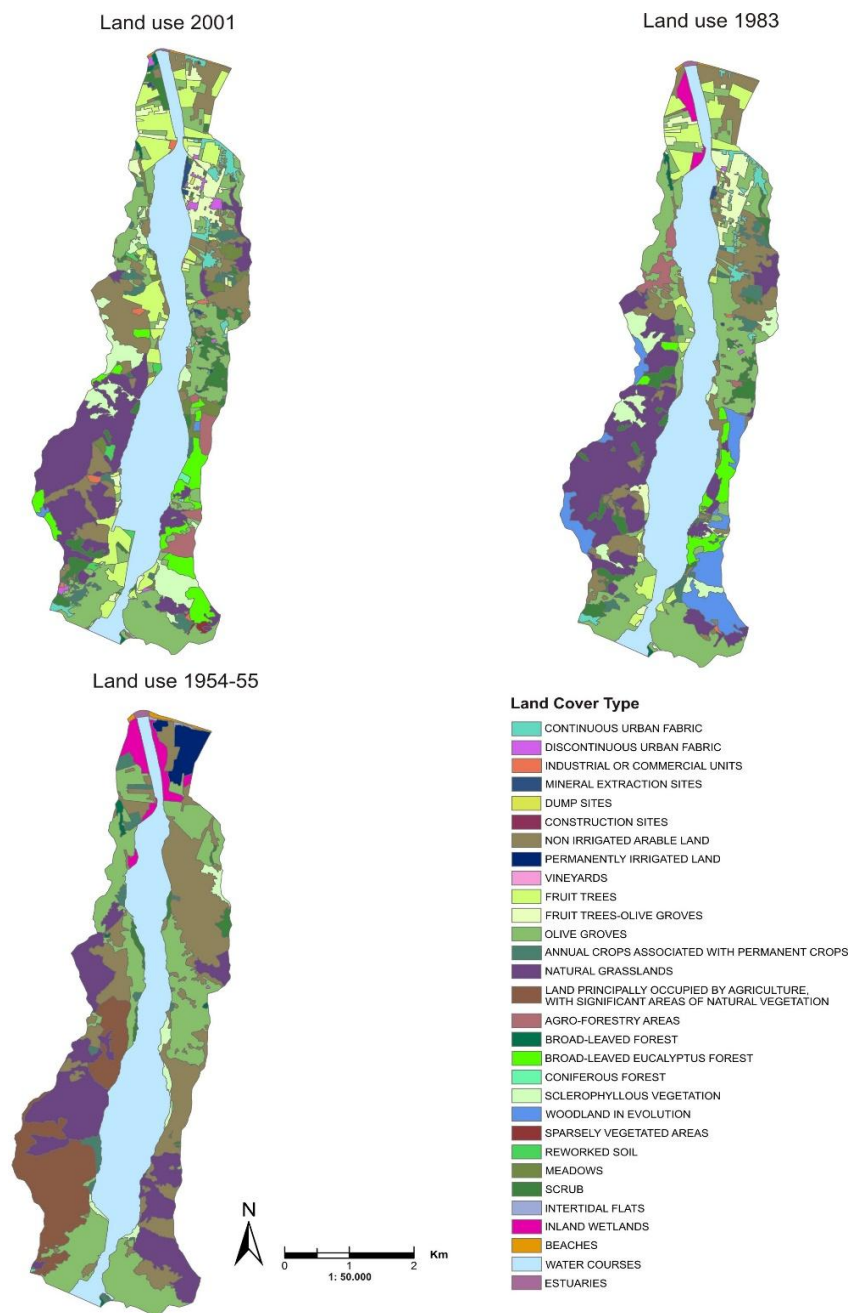 Land use 2001
Land use 1983
Land use 1954-55
Land Cover Type
CONTINUOUS URBAN FABRIC
DISCONTINUOUS URBAN FABRIC
INDUSTRIAL OR COMMERCIAL UNITS
MINERAL EXTRACTION SITES
DUMP SITES
CONSTRUCTION SITES
NON IRRIGATED ARABLE LAND
PERMANENTLY IRRIGATED LAND
VINEYARDS
FRUIT TREES
FRUIT TREES-OLIVE GROVES
OLIVE GROVES
ANNUAL CROPS ASSOCIATED WITH PERMANENT CROPS
NATURAL GRASSLANDS
LAND PRINCIPALLY OCCUPIED BY AGRICULTURE,
WITH SIGNIFICANT AREAS OF NATURAL VEGETATION
AGRO-FORESTRY AREAS
BROAD-LEAVED FOREST
BROAD-LEAVED EUCALYPTUS FOREST
CONIFEROUS FOREST
SCLEROPHYLLOUS VEGETATION
WOODLAND IN EVOLUTION
SPARSELY VEGETATED AREAS
REWORKED SOIL
MEADOWS
SCRUB
INTERTIDAL FLATS
INLAND WETLANDS
BEACHES
WATER COURSES
ESTUARIES
N
Km
0 1 2
1: 50.000